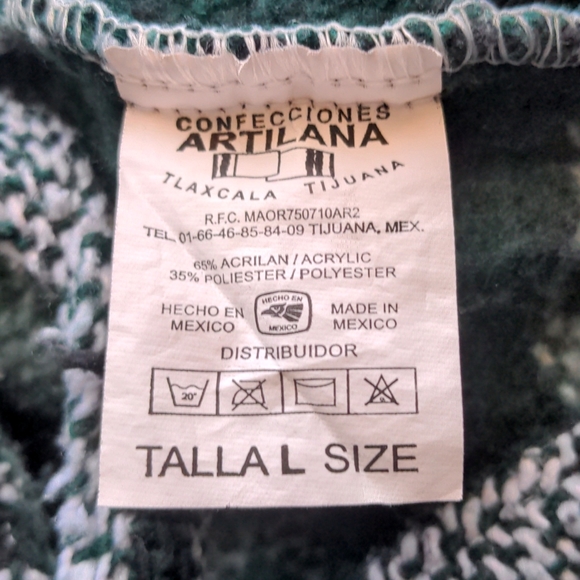 CONFECCIONES
ARTILANA
TLAXCALA TIJUANA
R.F.C. MAOR750710AR2
TEL. 01-66-46-85-84-09 TIJUANA, MEX.
65% ACRILAN / ACRYLIC
35% POLIESTER / POLYESTER
HECHO EN MEXICO
HECHO EN
MEXICO
MADE IN MEXICO
DISTRIBUIDOR
20°
TALLA L SIZE